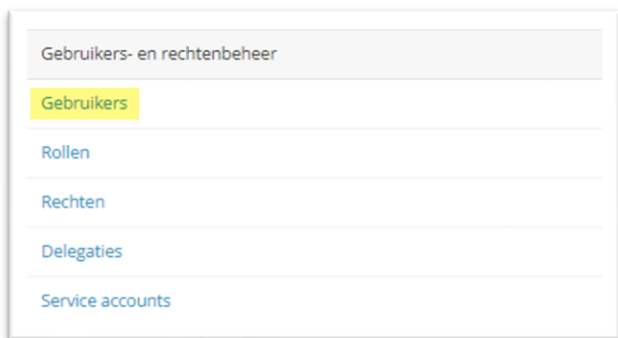 Gebruikers- en rechtenbeheer
Gebruikers
Rollen
Rechten
Delegaties
Service accounts